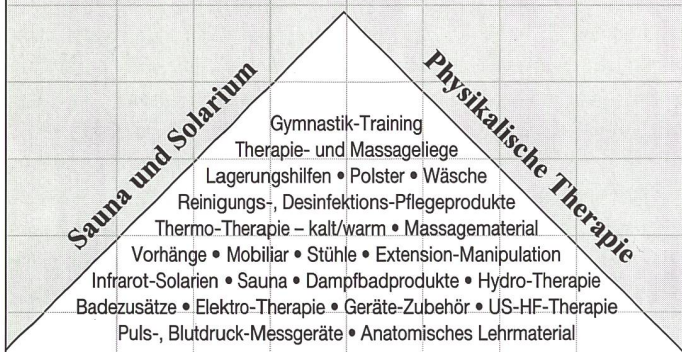 Sauna und Solarium
Physikalische Therapie
Gymnastik-Training
Therapie- und Massageliege
Lagerungshilfen • Polster • Wäsche
Reinigungs-, Desinfektions-Pflegeprodukte
Thermo-Therapie – kalt/warm • Massagematerial
Vorhänge • Mobiliar • Stühle • Extension-Manipulation
Infrarot-Solarien • Sauna • Dampfbadprodukte • Hydro-Therapie
Badezusätze • Elektro-Therapie • Geräte-Zubehör • US-HF-Therapie
Puls-, Blutdruck-Messgeräte • Anatomisches Lehrmaterial